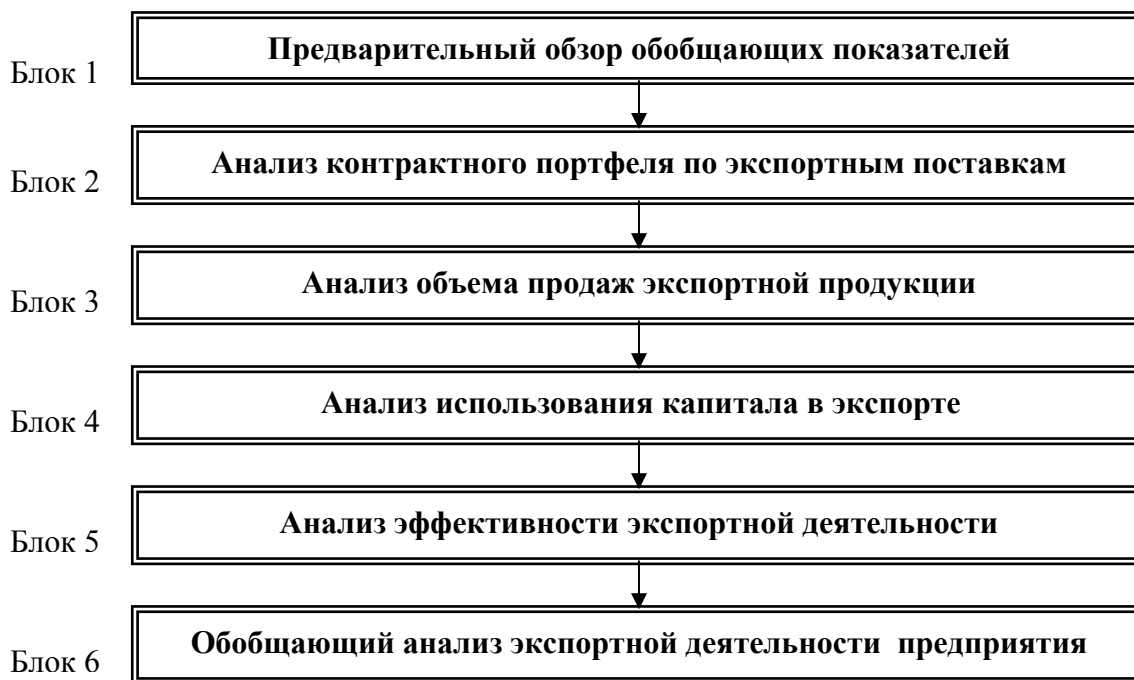 Блок 1
Предварительный обзор обобщающих показателей
Блок 2
Анализ контрактного портфеля по экспортным поставкам
Блок 3
Анализ объема продаж экспортной продукции
Блок 4
Анализ использования капитала в экспорте
Блок 5
Анализ эффективности экспортной деятельности
Блок 6
Обобщающий анализ экспортной деятельности предприятия